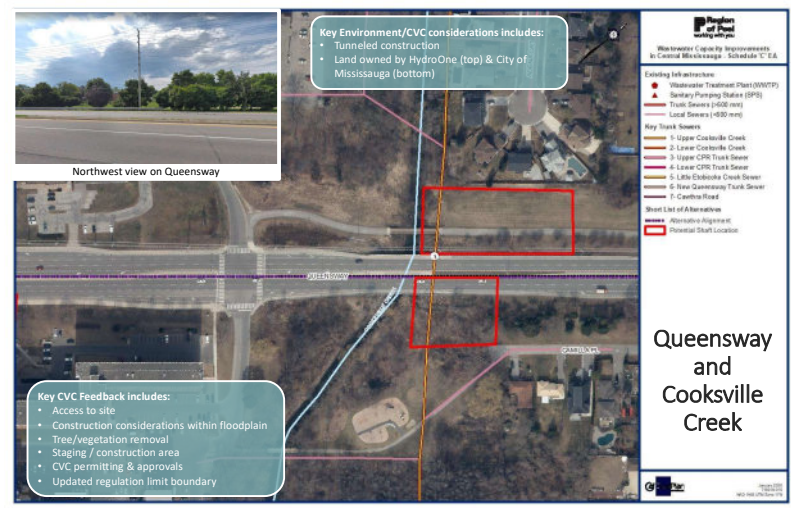 Key Environment/CVC considerations includes:
• Tunneled construction
• Land owned by HydroOne (top) & City of
Mississauga (bottom)
Northwest view on Queensway
QUEENSWAY
CAMILLA PL
1
Key CVC Feedback includes:
• Access to site
• Construction considerations within floodplain
• Tree/vegetation removal
• Staging / construction area
• CVC permitting & approvals
• Updated regulation limit boundary
Region
of Peel
working with you
Wastewater Capacity Improvements
in Central Mississauga - Schedule 'C' EA
Existing Infrastructure
Wastewater Treatment Plant (WWTP)
Sanitary Pumping Station (SPS)
Trunk Sewers (>600 mm)
Local Sewers (<600 mm)
Key Trunk Sewers
1- Upper Cooksville Creek
2- Lower Cooksville Creek
3- Upper CPR Trunk Sewer
4- Lower CPR Trunk Sewer
5- Little Etobicoke Creek Sewer
6- New Queensway Trunk Sewer
7- Cawthra Road
Short List of Alternatives
Alternative Alignment
Potential Shaft Location
Queensway
and
Cooksville
Creek